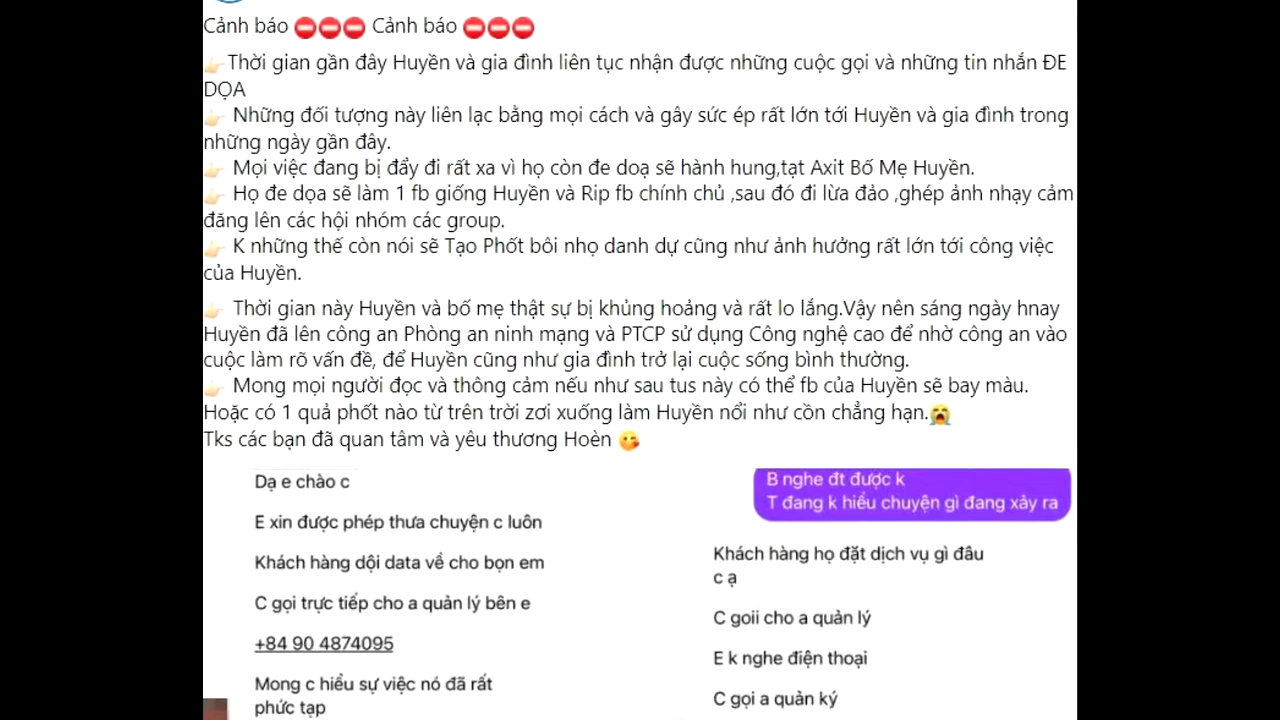 Cảnh báo ⛔⛔⛔ Cảnh báo ⛔⛔⛔
👉🏻Thời gian gần đây Huyền và gia đình liên tục nhận được những cuộc gọi và những tin nhắn ĐE
DỌA
👉🏻 Những đối tượng này liên lạc bằng mọi cách và gây sức ép rất lớn tới Huyền và gia đình trong
những ngày gần đây.
👉🏻 Mọi việc đang bị đẩy đi rất xa vì họ còn đe doạ sẽ hành hung,tạt Axit Bố Mẹ Huyền.
👉🏻 Họ đe dọa sẽ làm 1 fb giống Huyền và Rip fb chính chủ ,sau đó đi lừa đảo ,ghép ảnh nhạy cảm
đăng lên các hội nhóm các group.
👉🏻 K những thế còn nói sẽ Tạo Phốt bôi nhọ danh dự cũng như ảnh hưởng rất lớn tới công việc
của Huyền.
👉🏻 Thời gian này Huyền và bố mẹ thật sự bị khủng hoảng và rất lo lắng.Vậy nên sáng ngày hnay
Huyền đã lên công an Phòng an ninh mạng và PTCP sử dụng Công nghệ cao để nhờ công an vào
cuộc làm rõ vấn đề, để Huyền cũng như gia đình trở lại cuộc sống bình thường.
👉🏻 Mong mọi người đọc và thông cảm nếu như sau tus này có thể fb của Huyền sẽ bay màu.
Hoặc có 1 quả phốt nào từ trên trời zơi xuống làm Huyền nổi như cồn chẳng hạn.😭
Tks các bạn đã quan tâm và yêu thương Hoèn 😋
Dạ e chào c
E xin được phép thưa chuyện c luôn
Khách hàng dội data về cho bọn em
C gọi trực tiếp cho a quản lý bên e
+84 90 4874095
Mong c hiểu sự việc nó đã rất
phức tạp
B nghe đt được k
T đang k hiểu chuyện gì đang xảy ra
Khách hàng họ đặt dịch vụ gì đâu
c ạ
C goii cho a quản lý
E k nghe điện thoại
C gọi a quản ký